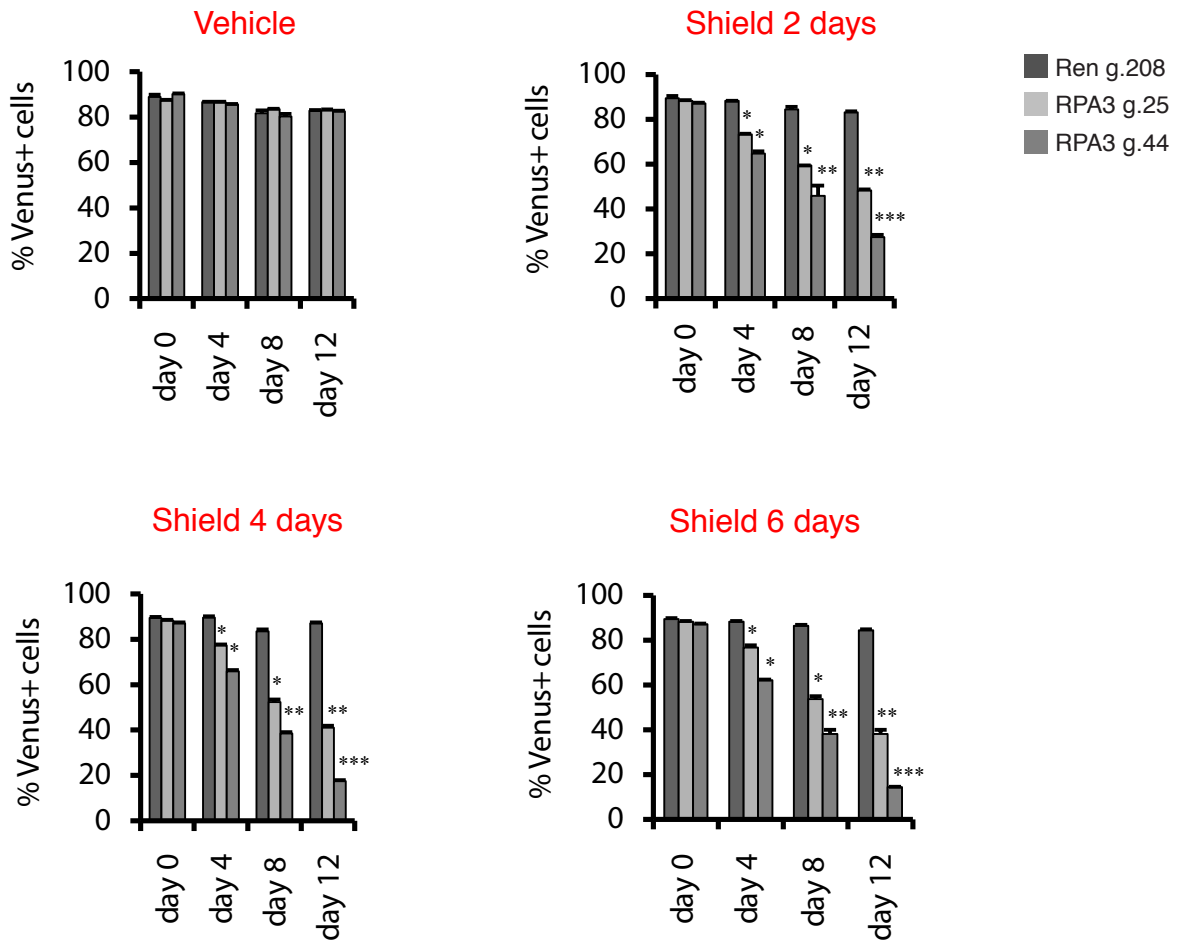 Vehicle
% Venus+ cells
100
80
60
40
20
0
day 0
day 4
day 8
day 12
Shield 2 days
% Venus+ cells
100
80
60
40
20
0
* *
* **
** ***
day 0
day 4
day 8
day 12
Ren g.208
RPA3 g.25
RPA3 g.44
Shield 4 days
% Venus+ cells
100
80
60
40
20
0
* *
* **
** ***
day 0
day 4
day 8
day 12
Shield 6 days
% Venus+ cells
100
80
60
40
20
0
* *
* **
** ***
day 0
day 4
day 8
day 12